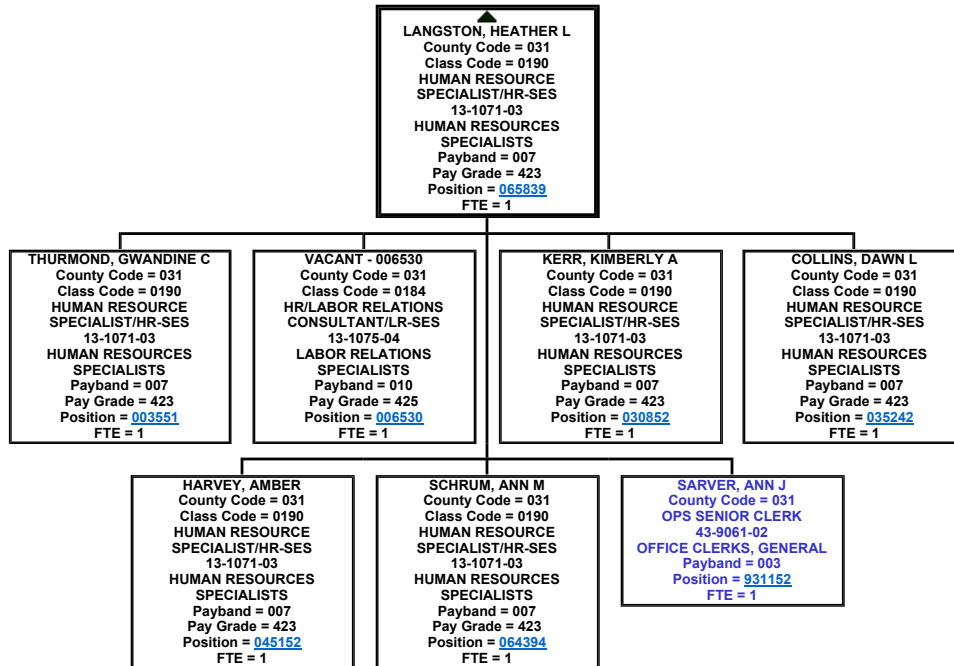 LANGSTON, HEATHER L
County Code = 031
Class Code = 0190
HUMAN RESOURCE
SPECIALIST/HR-SES
13-1071-03
HUMAN RESOURCES
SPECIALISTS
Payband = 007
Pay Grade = 423
Position = 065839
FTE = 1
THURMOND, GWANDINE C
County Code = 031
Class Code = 0190
HUMAN RESOURCE
SPECIALIST/HR-SES
13-1071-03
HUMAN RESOURCES
SPECIALISTS
Payband = 007
Pay Grade = 423
Position = 003551
FTE = 1
VACANT - 006530
County Code = 031
Class Code = 0184
HR/LABOR RELATIONS
CONSULTANT/LR-SES
13-1075-04
LABOR RELATIONS
SPECIALISTS
Payband = 010
Pay Grade = 425
Position = 006530
FTE = 1
KERR, KIMBERLY A
County Code = 031
Class Code = 0190
HUMAN RESOURCE
SPECIALIST/HR-SES
13-1071-03
HUMAN RESOURCES
SPECIALISTS
Payband = 007
Pay Grade = 423
Position = 030852
FTE = 1
COLLINS, DAWN L
County Code = 031
Class Code = 0190
HUMAN RESOURCE
SPECIALIST/HR-SES
13-1071-03
HUMAN RESOURCES
SPECIALISTS
Payband = 007
Pay Grade = 423
Position = 035242
FTE = 1
HARVEY, AMBER
County Code = 031
Class Code = 0190
HUMAN RESOURCE
SPECIALIST/HR-SES
13-1071-03
HUMAN RESOURCES
SPECIALISTS
Payband = 007
Pay Grade = 423
Position = 045152
FTE = 1
SCHRUM, ANN M
County Code = 031
Class Code = 0190
HUMAN RESOURCE
SPECIALIST/HR-SES
13-1071-03
HUMAN RESOURCES
SPECIALISTS
Payband = 007
Pay Grade = 423
Position = 064394
FTE = 1
SARVER, ANN J
County Code = 031
OPS SENIOR CLERK
43-9061-02
OFFICE CLERKS, GENERAL
Payband = 003
Position = 931152
FTE = 1